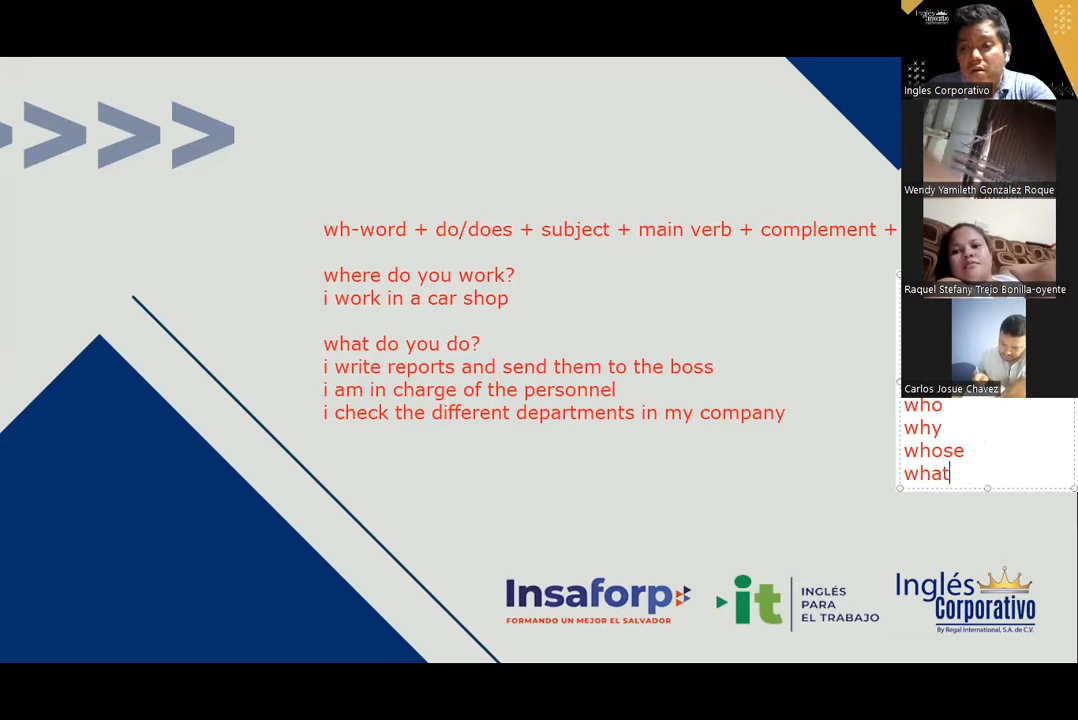 wh-word + do/does + subject + main verb + complement +
where do you work?
i work in a car shop
what do you do?
i write reports and send them to the boss
i am in charge of the personnel
i check the different departments in my company
Inglés
Corporativo
Ingles Corporativo
Wendy Yamileth Gonzalez Roque
Raquel Stefany Trejo Bonilla-oyente
Carlos Josue Chavez
who
why
whose
what
Insaforp
FORMANDO UN MEJOR EL SALVADOR
it
INGLÉS
PARA
EL TRABAJO
Inglés
Corporativo
By Regal International, S.A. de C.V.